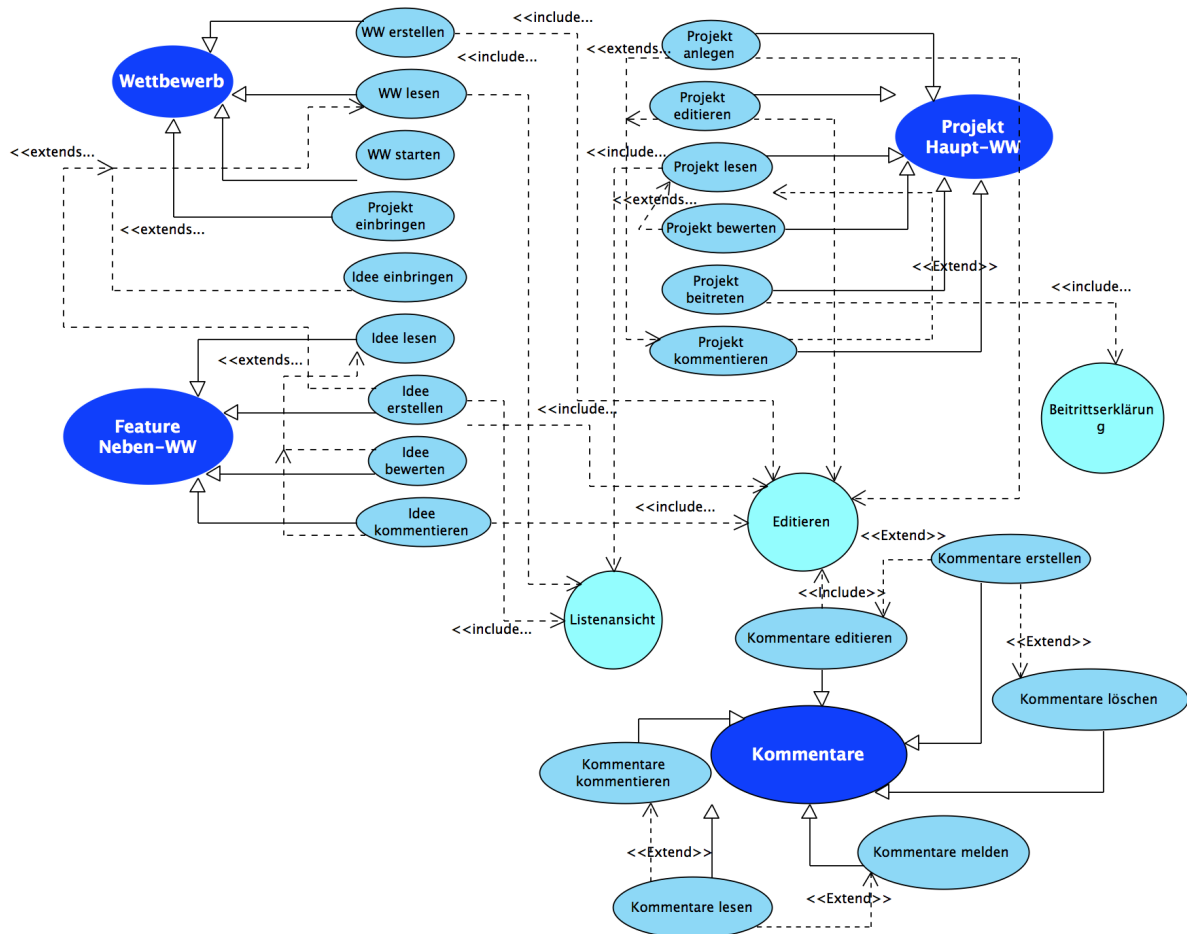 <<include...
WW erstellen
<<include...
Wettbewerb
WW lesen
WW starten
<<extends...
Projekt
einbringen
<<extends...
Idee einbringen
Idee lesen
<<extends...
Idee
erstellen
Feature
Neben-WW
<<include...
Idee
bewerten
Idee
kommentieren
<<include...
Projekt
anlegen
<<extends...
Projekt
editieren
Projekt
Haupt-WW
<<include...
Projekt lesen
<<extends...
Projekt bewerten
<<Extend>>
Projekt
beitreten
<<include...
Projekt
kommentieren
Beitrittserklärun
g
Editieren
<<Extend>>
Kommentare erstellen
<<Include>>
Listenansicht
<<include...
Kommentare editieren
<<Extend>>
Kommentare löschen
Kommentare
Kommentare
kommentieren
<<Extend>>
Kommentare melden
Kommentare lesen
<<Extend>>